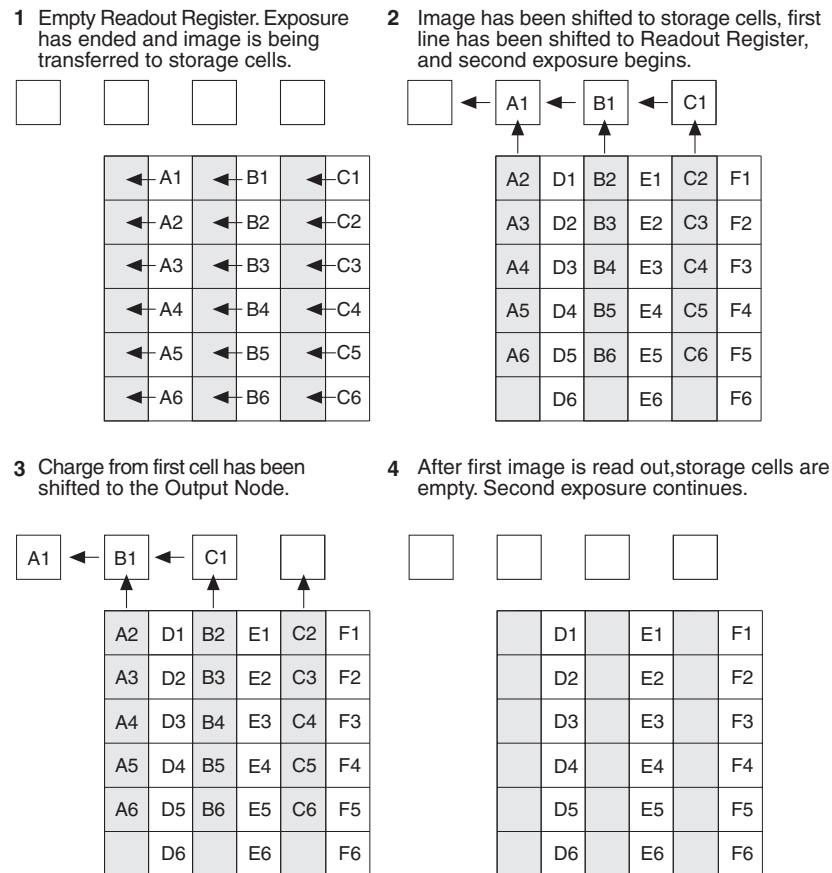 1 Empty Readout Register. Exposure
has ended and image is being
transferred to storage cells.
2 Image has been shifted to storage cells, first
line has been shifted to Readout Register,
and second exposure begins.
A1 B1 C1
A1 B1 C1
A2 B2 C2
A3 B3 C3
A4 B4 C4
A5 B5 C5
A6 B6 C6
A2 D1 B2 E1 C2 F1
A3 D2 B3 E2 C3 F2
A4 D3 B4 E3 C4 F3
A5 D4 B5 E4 C5 F4
A6 D5 B6 E5 C6 F5
D6 E6 F6
3 Charge from first cell has been
shifted to the Output Node.
4 After first image is read out,storage cells are
empty. Second exposure continues.
A1 B1 C1
A2 D1 B2 E1 C2 F1
A3 D2 B3 E2 C3 F2
A4 D3 B4 E3 C4 F3
A5 D4 B5 E4 C5 F4
A6 D5 B6 E5 C6 F5
D6 E6 F6
D1 E1 F1
D2 E2 F2
D3 E3 F3
D4 E4 F4
D5 E5 F5
D6 E6 F6